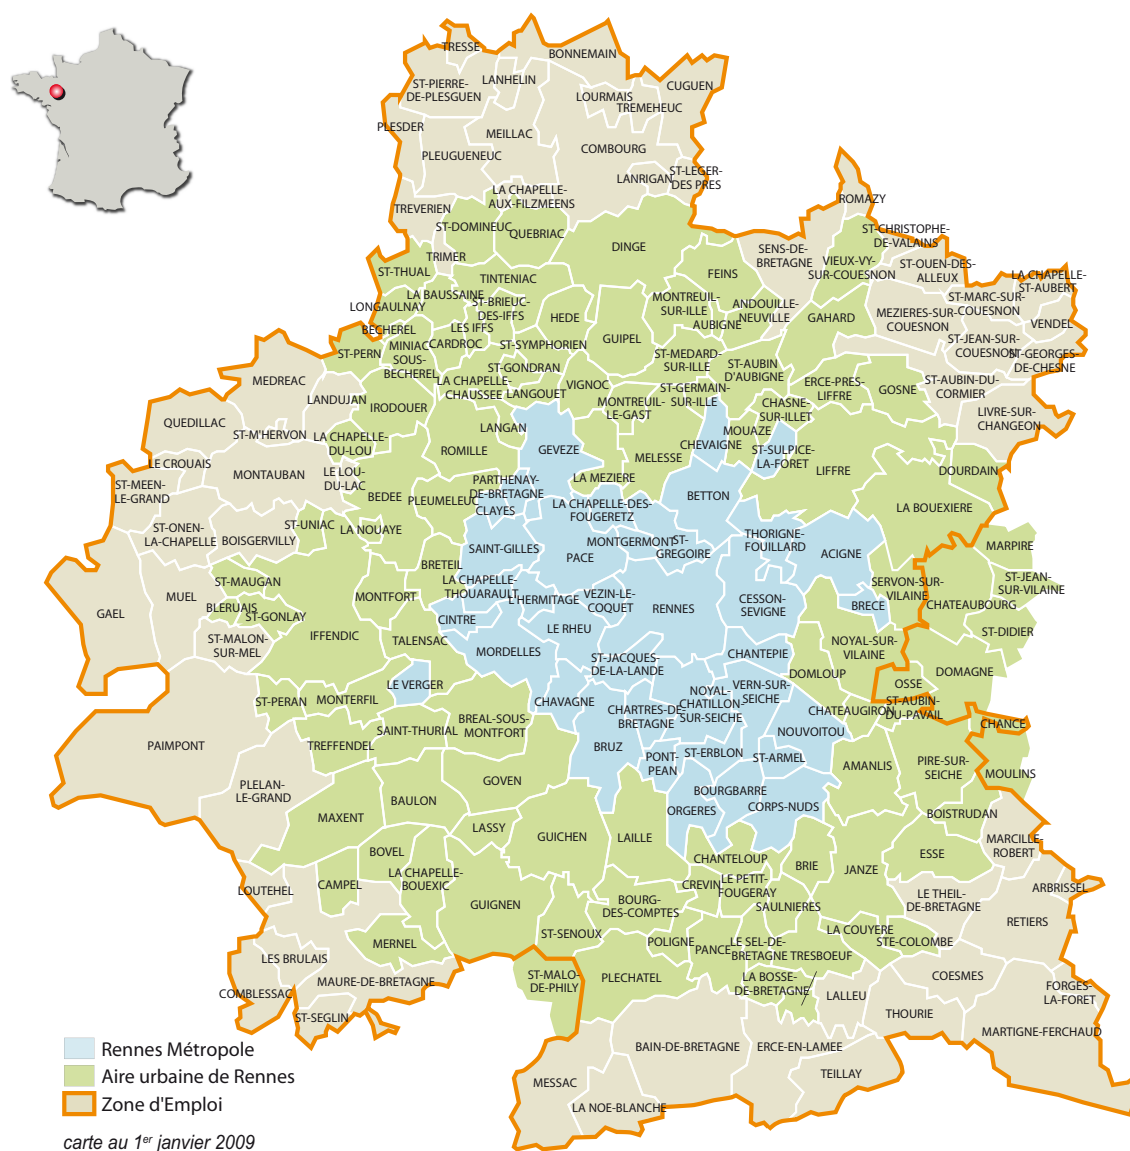 TRESSE
BONNEMAIN
ST-PIERRE-
DE-PLESGUEN
LANHELIN
CUGUEN
LOURMAIS
TREMEHEUC
PLESDER
MEILLAC
PLEUGUENEUC
COMBOURG
LANRIGAN
ST-LEGER-
DES PRES
LA CHAPELLE-
AUX-FILZMEENS
ROMAZY
TREVERIEN
ST-DOMINEUC
QUEBRIAC
DINGE
SENS-DE-
BRETAGNE
ST-CHRISTOPHE-
DE-VALAINS
TRIMER
ST-THUAL
TINTENIAC
FEINS
VIEUX-VY-
SUR-COUESNON
ST-OUEN-DES-
ALLEUX
LA CHAPELLE-
ST-AUBERT
LONGAULNAY
LA BAUSSAINE
ST-BRIEUC-
DES-IFFS
HEDE
MONTREUIL-
SUR-ILLE
ANDOUILLE-
NEUVILLE
AUBIGNE
GAHARD
MEZIERES-SUR-
COUESNON
ST-MARC-SUR-
COUESNON
VENDEL
BECHEREL
LES IFFS
CARDROC
ST-SYMPHORIEN
GUIPEL
ST-JEAN-SUR-
COUESNON
ST-GEORGES-
DE-CHESNE
ST-PERN
MINIAC
SOUS-
BECHEREL
ST-GONDRAN
ST-MEDARD-
SUR-ILLE
ST-AUBIN
D'AUBIGNE
MEDREAC
LANDUJAN
IRODOUER
LA CHAPELLE-
CHAUSSEE
LANGOUET
VIGNOC
MONTREUIL-
LE-GAST
ST-GERMAIN-
SUR-ILLE
CHASNE-
SUR-ILLET
ERCE-PRES-
LIFFRE
GOSNE
ST-AUBIN-DU-
CORMIER
LIVRE-SUR-
CHANGEON
QUEDILLAC
ST-M'HERVON
LA CHAPELLE-
DU-LOU
LANGAN
ROMILLE
GEVEZE
CHEVAIGNE
MOUAZE
ST-SULPICE-
LA-FORET
MELESSE
LIFFRE
DOURDAIN
LE CROUAIS
MONTAUBAN
LE LOU-
DU-LAC
ST-MEEN-
LE-GRAND
BEDEE
PLEUMELEUC
PARTHENAY-
DE-BRETAGNE
LA MEZIERE
BETTON
CLAYES
LA CHAPELLE-DES-
FOUGERETZ
LA BOUEXIERE
ST-ONEN-
LA-CHAPELLE
BOISGERVILLY
ST-UNIAC
LA NOUAYE
SAINT-GILLES
PACE
MONTGERMONT
ST-
GREGOIRE
THORIGNE-
FOUILLARD
ACIGNE
MARPIRE
BRETEIL
ST-MAUGAN
MUEL
GAEL
BLERUAIS
ST-GONLAY
MONTFORT
LA CHAPELLE-
THOUARAULT
L'HERMITAGE
VEZIN-LE-
COQUET
RENNES
CESSON-
SEVIGNE
BRECE
SERVON-SUR-
VILAINE
CHATEAUBOURG
ST-JEAN-
SUR-VILAINE
ST-DIDIER
ST-MALON-
SUR-MEL
IFFENDIC
TALENSAC
CINTRE
LE RHEU
MORDELLES
ST-JACQUES-
DE-LA-LANDE
CHANTEPIE
NOYAL-SUR-
VILAINE
DOMLOUP
DOMAGNE
OSSE
LE VERGER
CHAVAGNE
NOYAL-
CHATILLON
-SUR-SEICHE
VERN-SUR-
SEICHE
ST-AUBIN-
DU-PAVAIL
CHATEAUGIRON
ST-PERAN
MONTERFIL
CHARTRES-DE-
BRETAGNE
NOUVOITOU
CHANCE
PAIMPONT
TREFFENDEL
SAINT-THURIAL
BREAL-SOUS-
MONTFORT
BRUZ
PONT-
PEAN
ST-ERBLON
ST-ARMEL
AMANLIS
PIRE-SUR-
SEICHE
MOULINS
PLELAN-
LE-GRAND
GOVEN
BOURGBARRE
ORGERES
CORPS-NUDS
MAXENT
BAULON
BOISTRUDAN
LASSY
GUICHEN
LAILLE
MARCILLE-
ROBERT
BOVEL
LA CHAPELLE-
BOUEXIC
CHANTELOUP
BRIE
JANZE
ESSE
LOUTEHEL
CAMPEL
GUIGNEN
CREVIN
LE PETIT-
FOUGERAY
SAULNIERES
LE THEIL-
DE-BRETAGNE
ARBRISSEL
BOURG-
DES-COMPTES
RETIERS
MERNEL
ST-SENOUX
POLIGNE
PANCE
LE SEL-DE-
BRETAGNE
TRESBOEUF
LA COUYERE
STE-COLOMBE
LES BRULAIS
MAURE-DE-BRETAGNE
COMBLESSAC
ST-SEGLIN
ST-MALO-
DE-PHILY
PLECHATEL
LA BOSSE-
DE-BRETAGNE
LALLEU
COESMES
THOURIE
FORGES-
LA-FORET
MARTIGNE-FERCHAUD
BAIN-DE-BRETAGNE
ERCE-EN-LAMEE
TEILLAY
MESSAC
LA NOE-BLANCHE
Rennes Métropole
Aire urbaine de Rennes
Zone d'Emploi
carte au 1er janvier 2009